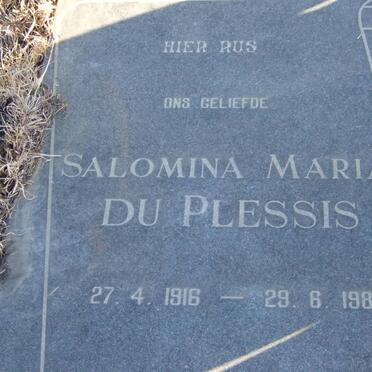 HIER RUS
ONS GELIEFDE
SALOMINA MARIA
DU PLESSIS
27. 4. 1916 — 29. 6. 198